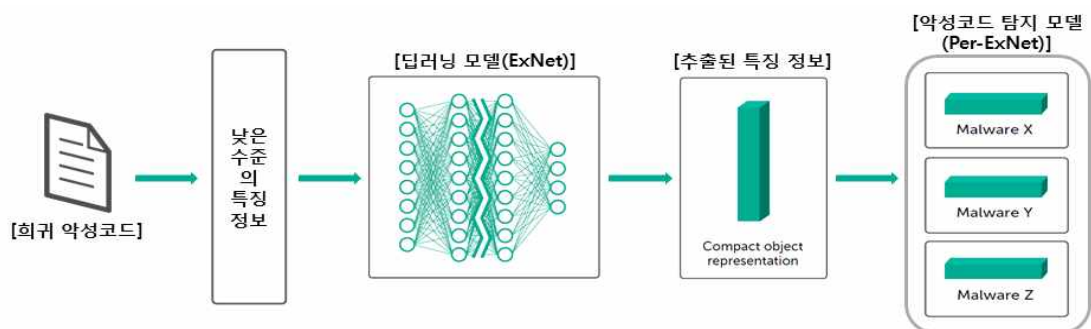 [희귀 악성코드]
낮은
수준
의
특징
정보
[딥러닝 모델(ExNet)]
[추출된 특징 정보]
Compact object
representation
[악성코드 탐지 모델
(Per-ExNet)]
Malware X
Malware Y
Malware Z